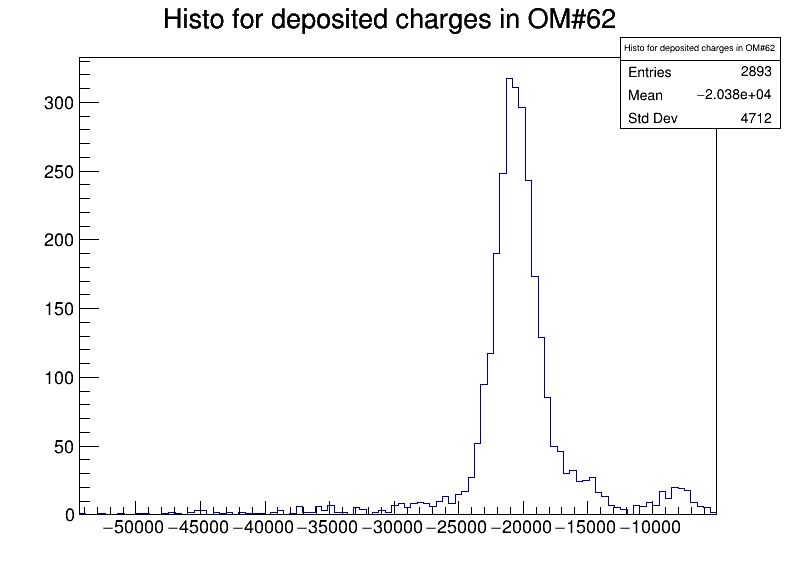 Histo for deposited charges in OM#62
Histo for deposited charges in OM#62
Entries 2893
Mean −2.038e+04
Std Dev 4712
300
250
200
150
100
50
0
−50000 −45000 −40000 −35000 −30000 −25000 −20000 −15000 −10000